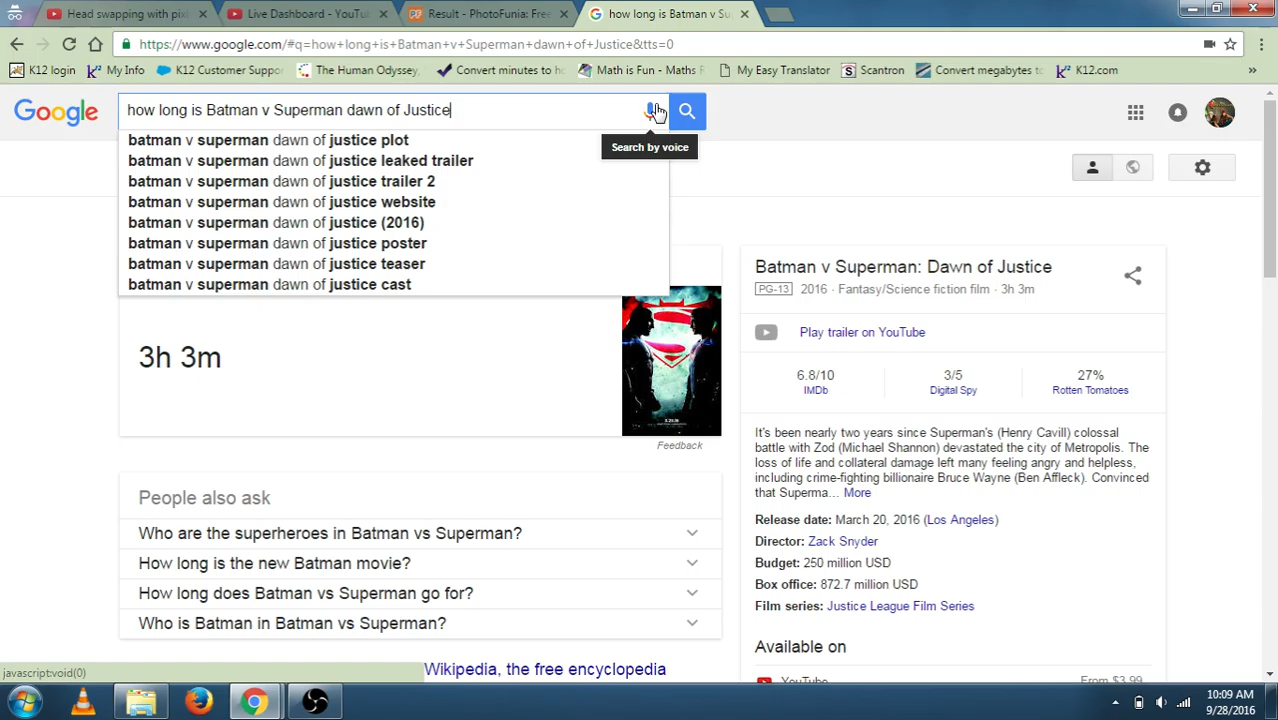 Head swapping with pix
Live Dashboard - YouTu
Result - PhotoFunia: Free
how long is Batman v Su
https://www.google.com/#q=how+long+is+Batman+v+Superman+dawn+of+Justice&tts=0
K12 login
My Info
K12 Customer Suppo
The Human Odyssey
Convert minutes to h
Math is Fun - Maths R
My Easy Translator
Scantron
Convert megabytes t
K12.com
»
Google
how long is Batman v Superman dawn of Justice
Search by voice
batman v superman dawn of justice plot
batman v superman dawn of justice leaked trailer
batman v superman dawn of justice trailer 2
batman v superman dawn of justice website
batman v superman dawn of justice (2016)
batman v superman dawn of justice poster
batman v superman dawn of justice teaser
batman v superman dawn of justice cast
3h 3m
Feedback
People also ask
Who are the superheroes in Batman vs Superman?
How long is the new Batman movie?
How long does Batman vs Superman go for?
Who is Batman in Batman vs Superman?
Wikipedia, the free encyclopedia
Batman v Superman: Dawn of Justice
PG-13 2016 · Fantasy/Science fiction film · 3h 3m
Play trailer on YouTube
6.8/10 3/5 27%
IMDb Digital Spy Rotten Tomatoes
It's been nearly two years since Superman's (Henry Cavill) colossal
battle with Zod (Michael Shannon) devastated the city of Metropolis. The
loss of life and collateral damage left many feeling angry and helpless,
including crime-fighting billionaire Bruce Wayne (Ben Affleck). Convinced
that Superma… More
Release date: March 20, 2016 (Los Angeles)
Director: Zack Snyder
Budget: 250 million USD
Box office: 872.7 million USD
Film series: Justice League Film Series
Available on
YouTube From $3.99
javascript:void(0)
10:09 AM
9/28/2016